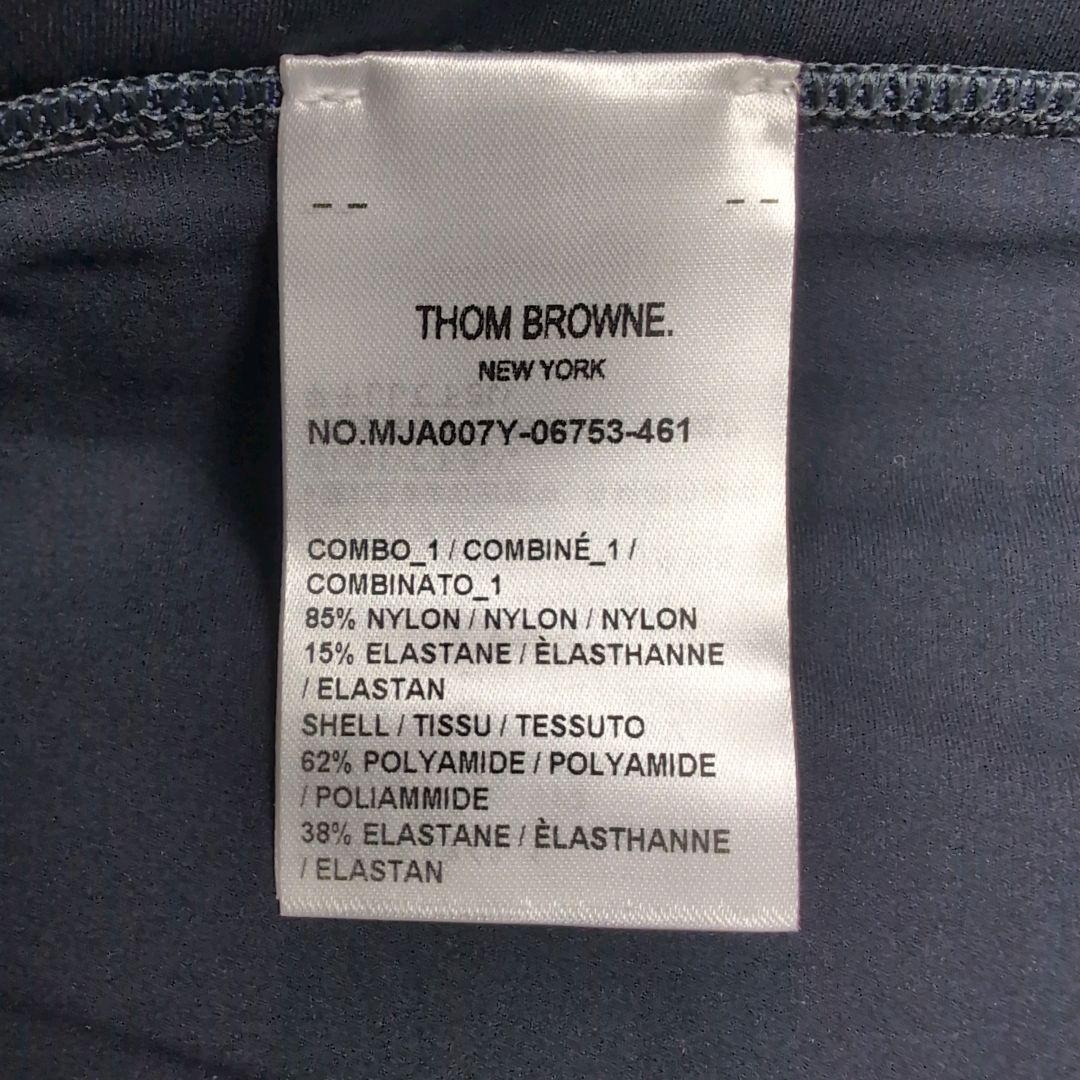 THOM BROWNE.
NEW YORK
NO.MJA007Y-06753-461
COMBO_1 / COMBINÉ_1 /
COMBINATO_1
85% NYLON / NYLON / NYLON
15% ELASTANE / ÈLASTHANNE
/ ELASTAN
SHELL / TISSU / TESSUTO
62% POLYAMIDE / POLYAMIDE
/ POLIAMMIDE
38% ELASTANE / ÈLASTHANNE
/ ELASTAN